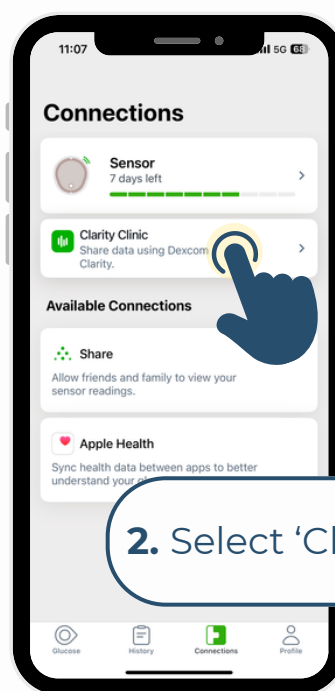 11:07
5G 68
Connections
Sensor
7 days left
Clarity Clinic
Share data using Dexcom
Clarity.
Available Connections
Share
Allow friends and family to view your
sensor readings.
Apple Health
Sync health data between apps to better
understand your
2. Select ‘Cl
Glucose
History
Connections
Profile